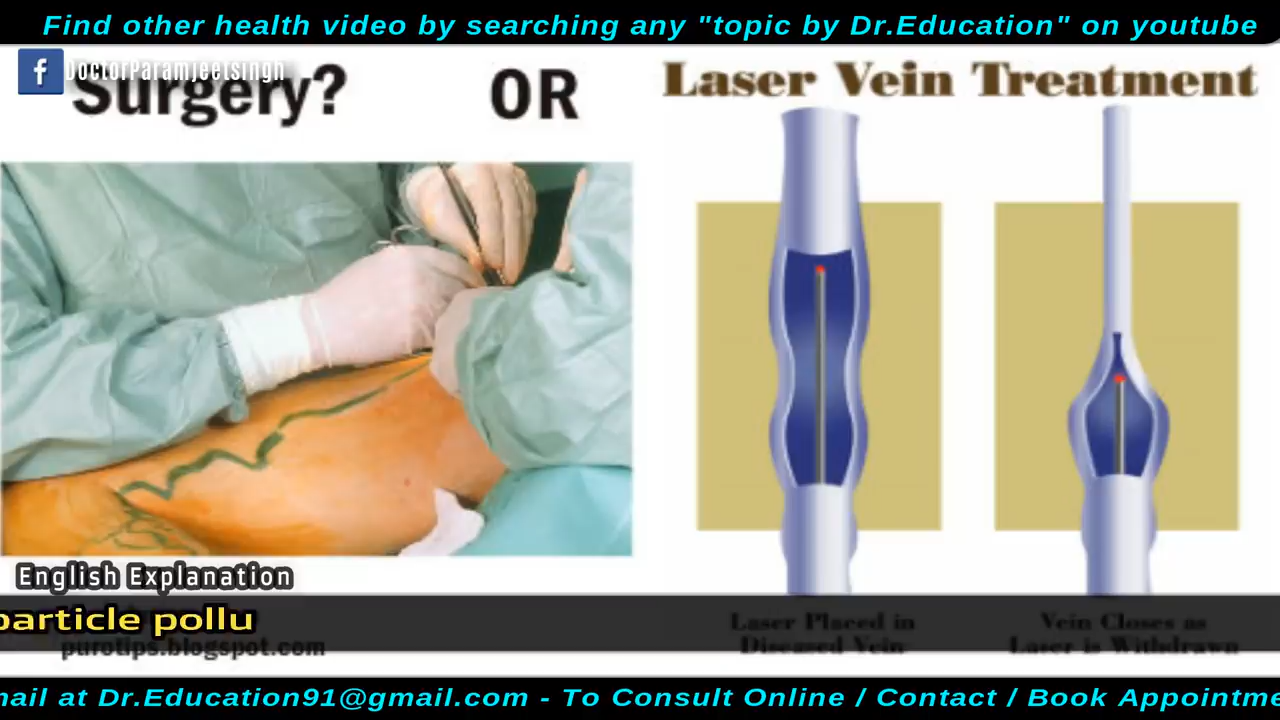 Find other health video by searching any "topic by Dr.Education" on youtube
f DoctorParamjeetsingh
Surgery? OR
Laser Vein Treatment
English Explanation
particle pollu
purotips.blogspot.com
Laser Placed in
Diseased Vein
Vein Closes as
Laser is Withdrawn
mail at Dr.Education91@gmail.com - To Consult Online / Contact / Book Appointme